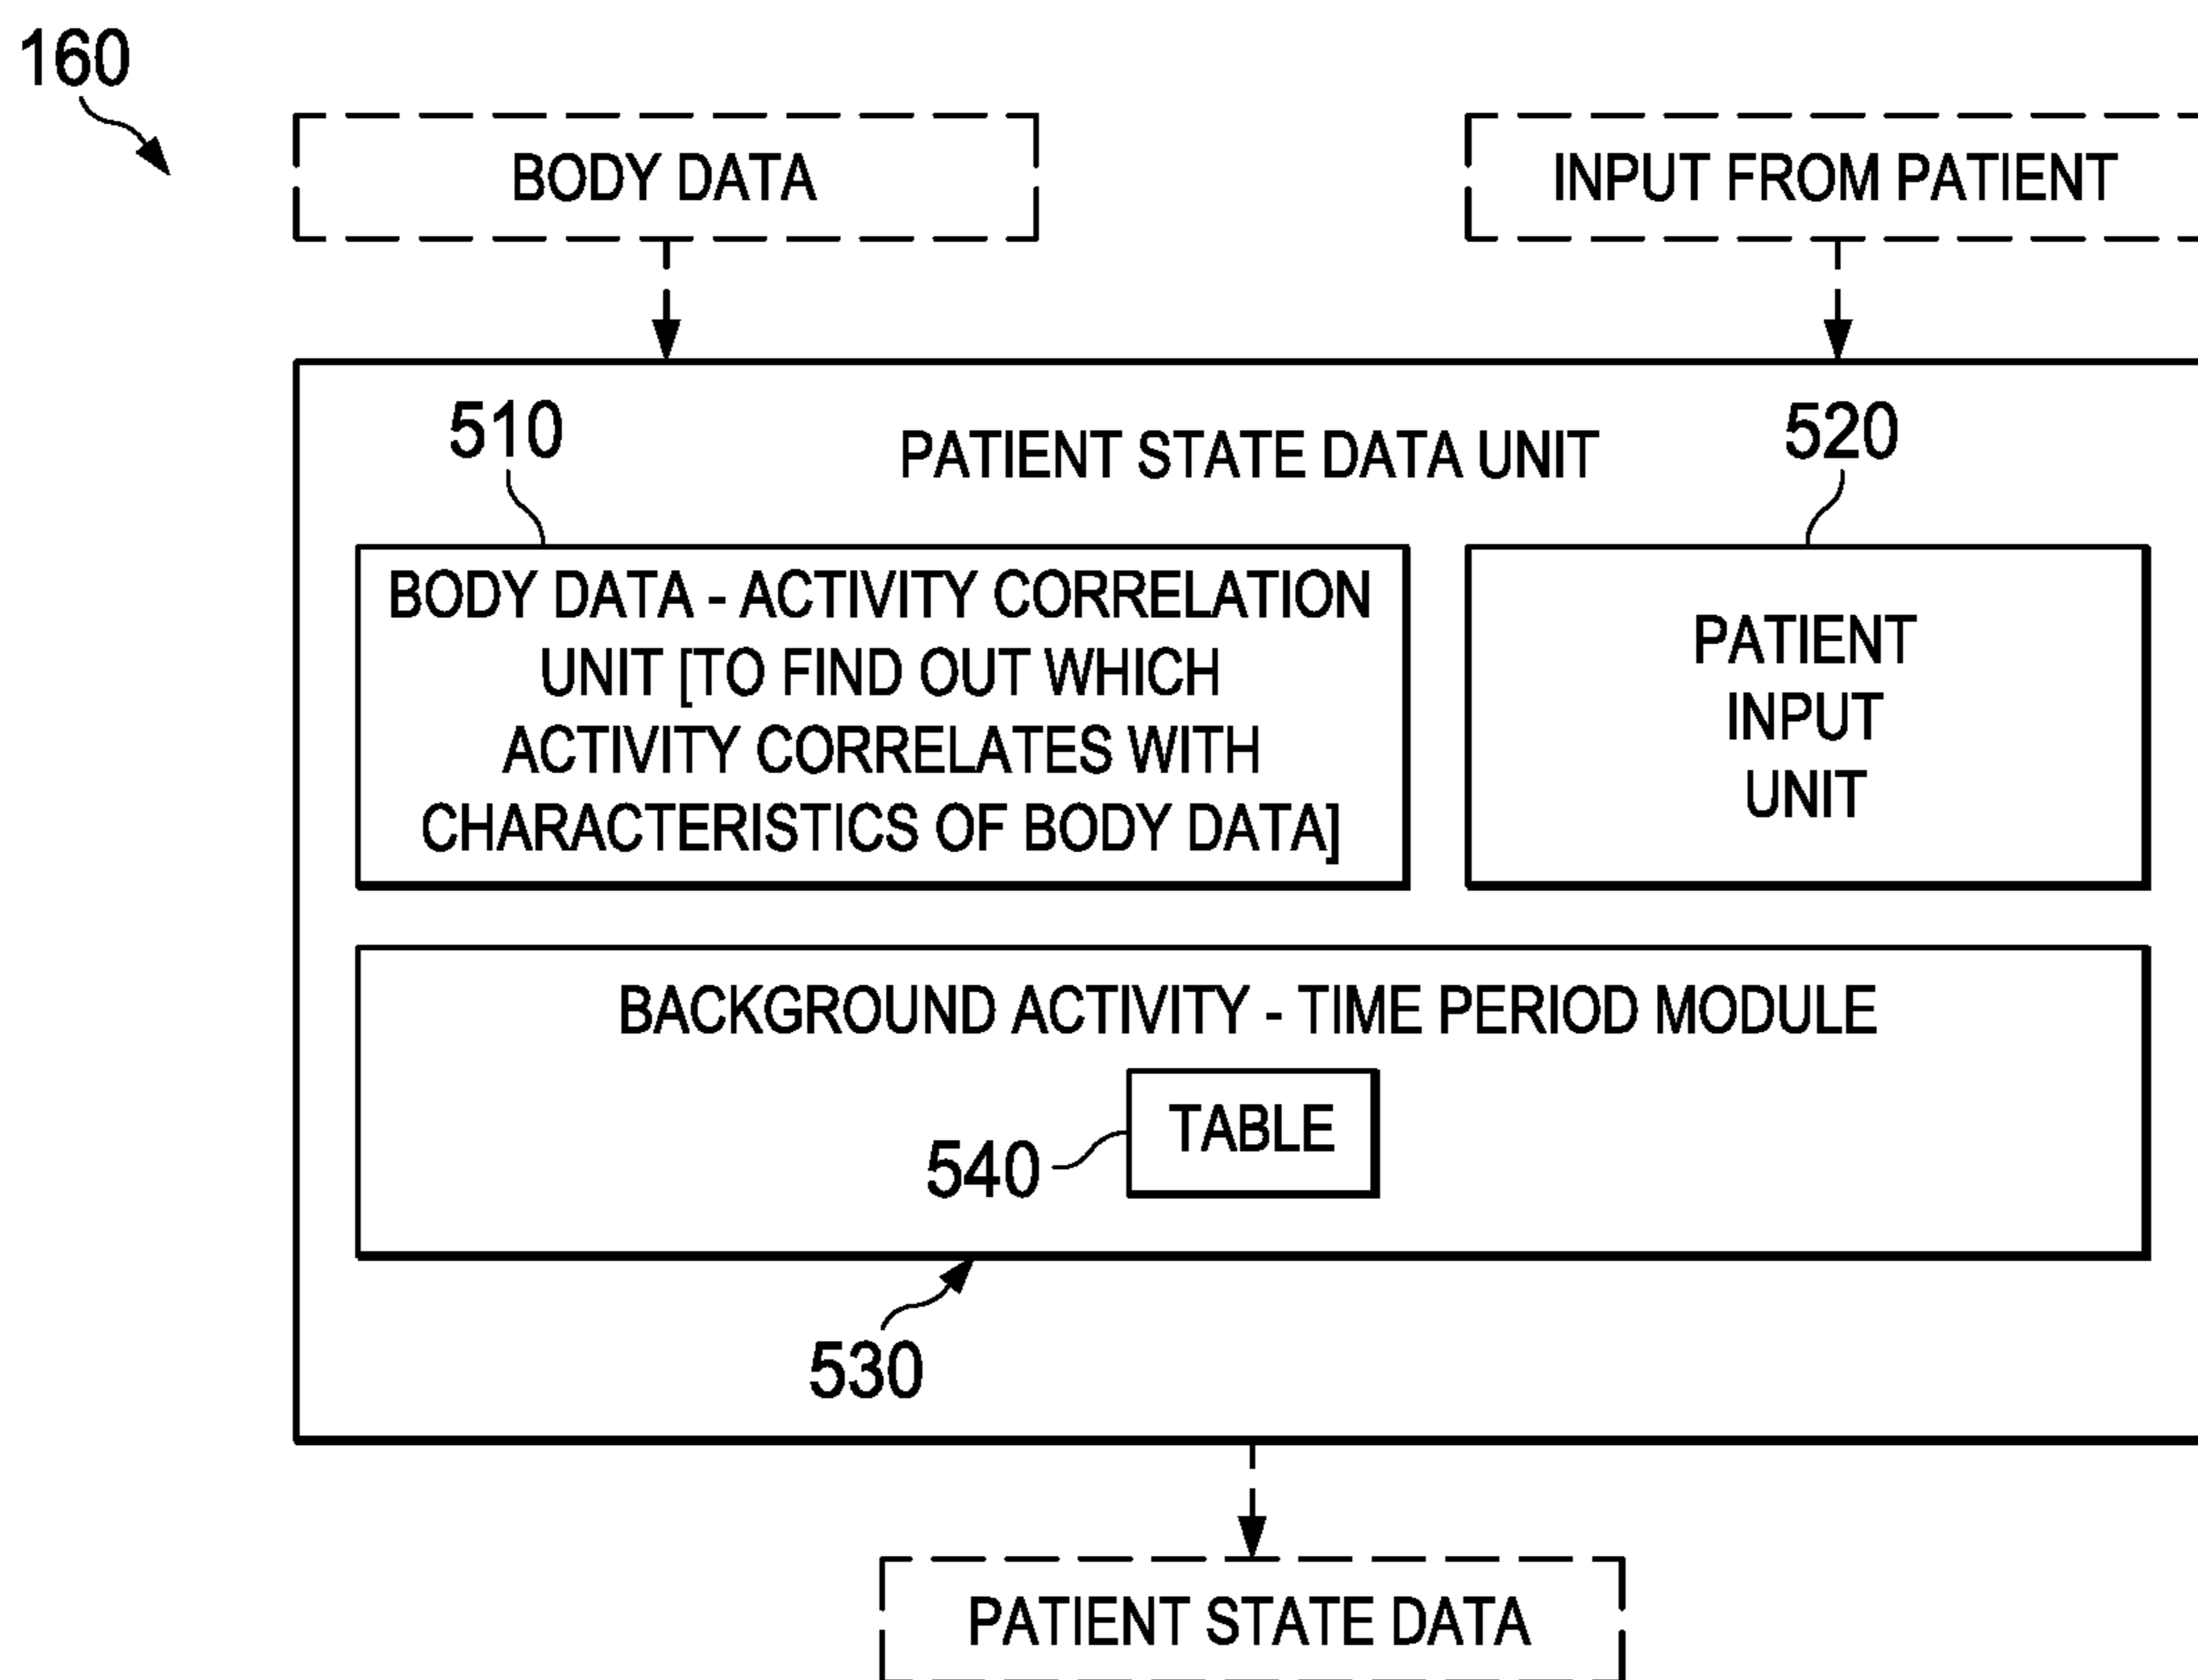 160
BODY DATA
INPUT FROM PATIENT
510
PATIENT STATE DATA UNIT
520
BODY DATA - ACTIVITY CORRELATION
UNIT [TO FIND OUT WHICH
ACTIVITY CORRELATES WITH
CHARACTERISTICS OF BODY DATA]
PATIENT
INPUT
UNIT
BACKGROUND ACTIVITY - TIME PERIOD MODULE
TABLE
540
530
PATIENT STATE DATA